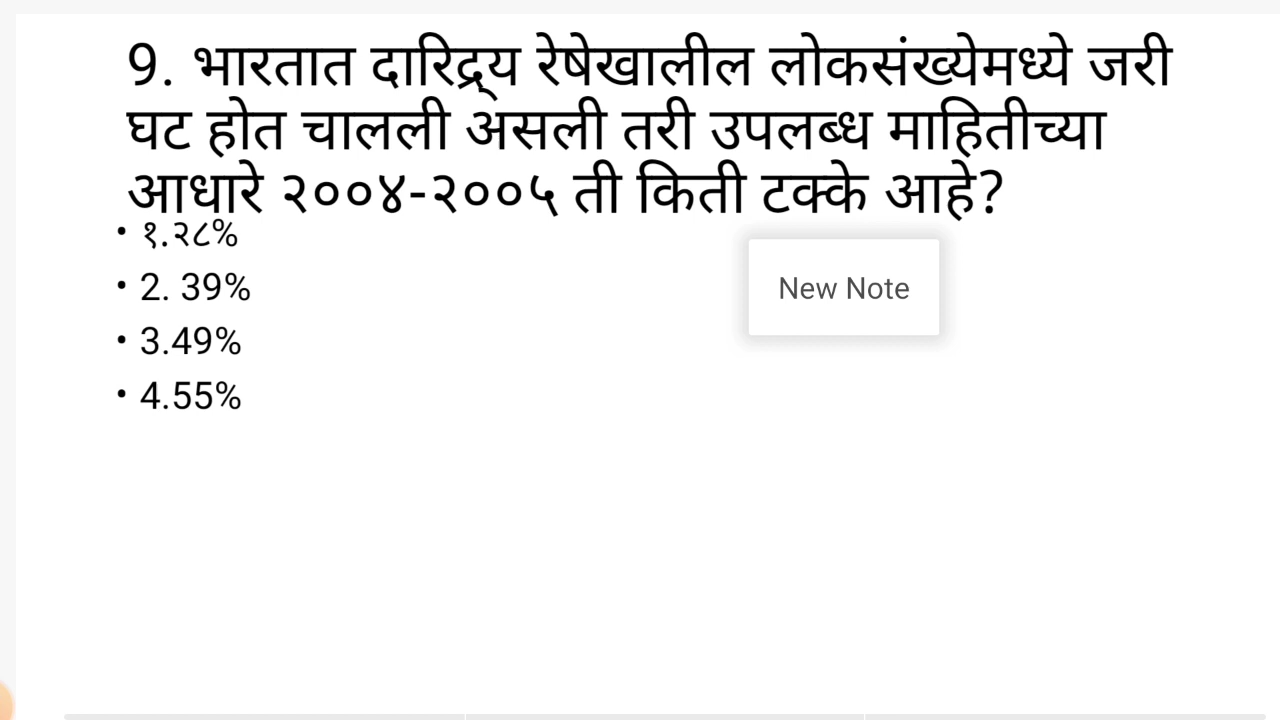 9. भारतात दारिद्र्य रेषेखालील लोकसंख्येमध्ये जरी
घट होत चालली असली तरी उपलब्ध माहितीच्या
आधारे २००४-२००५ ती किती टक्के आहे?
• १.२८%
• 2. 39%
• 3.49%
• 4.55%
New Note